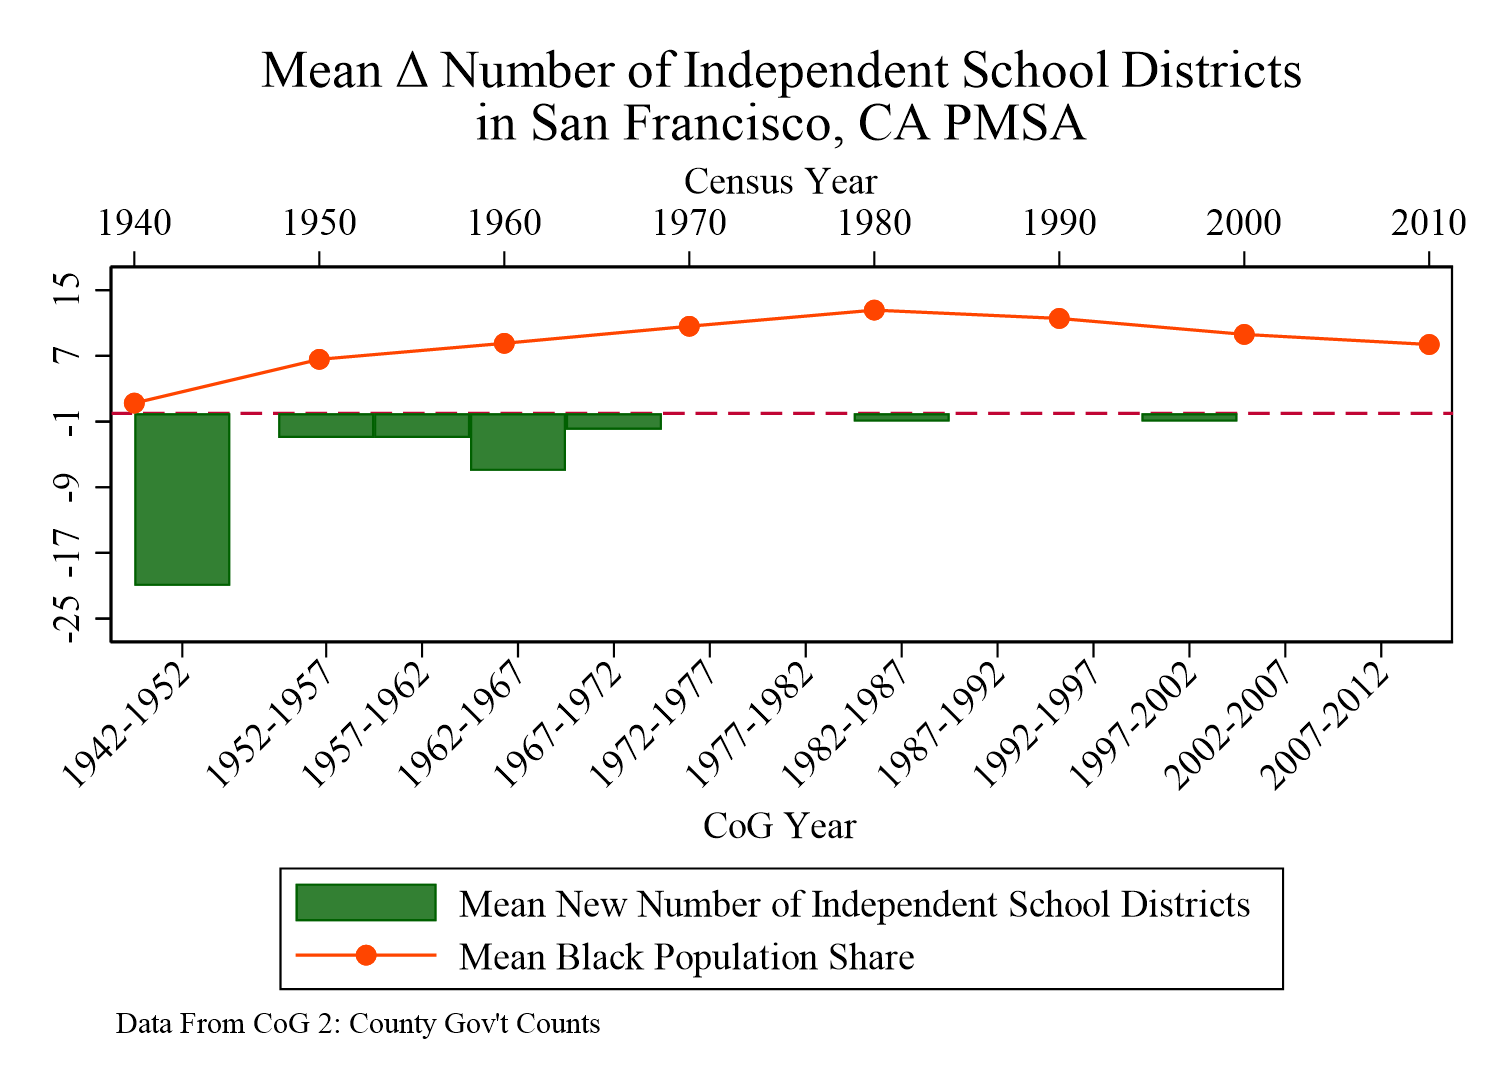 Mean Δ Number of Independent School Districts
in San Francisco, CA PMSA
Census Year
1940 1950 1960 1970 1980 1990 2000 2010
15
7
-1
-9
-17
-25
1942-1952 1952-1957 1957-1962 1962-1967 1967-1972 1972-1977 1977-1982 1982-1987 1987-1992 1992-1997 1997-2002 2002-2007 2007-2012
CoG Year
Mean New Number of Independent School Districts
Mean Black Population Share
Data From CoG 2: County Gov't Counts